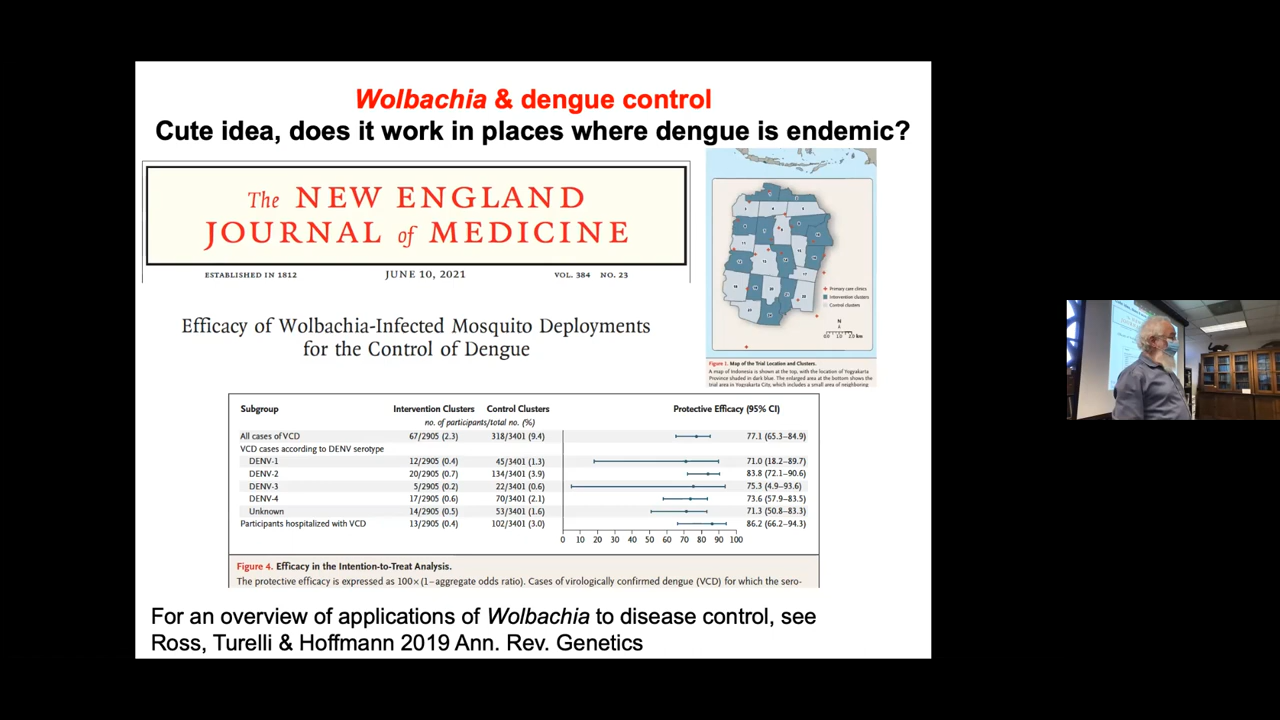 Wolbachia & dengue control
Cute idea, does it work in places where dengue is endemic?
The NEW ENGLAND
JOURNAL of MEDICINE
ESTABLISHED IN 1812 JUNE 10, 2021 VOL. 384 NO. 23
Efficacy of Wolbachia-Infected Mosquito Deployments
for the Control of Dengue
Primary care clinics
Intervention clusters
Control clusters
N
0.0 1.0 2.0 km
Figure 1. Map of the Trial Location and Clusters.
A map of Indonesia is shown at the top, with the location of Yogyakarta
Province shaded in dark blue. The enlarged area at the bottom shows the
trial area in Yogyakarta City, which includes a small area of neighboring
Subgroup Intervention Clusters Control Clusters Protective Efficacy (95% CI)
no. of participants/total no. (%)
All cases of VCD 67/2905 (2.3) 318/3401 (9.4) 77.1 (65.3–84.9)
VCD cases according to DENV serotype
DENV-1 12/2905 (0.4) 45/3401 (1.3) 71.0 (18.2–89.7)
DENV-2 20/2905 (0.7) 134/3401 (3.9) 83.8 (72.1–90.6)
DENV-3 5/2905 (0.2) 22/3401 (0.6) 75.3 (4.9–93.6)
DENV-4 17/2905 (0.6) 70/3401 (2.1) 73.6 (57.9–83.5)
Unknown 14/2905 (0.5) 53/3401 (1.6) 71.3 (50.8–83.3)
Participants hospitalized with VCD 13/2905 (0.4) 102/3401 (3.0) 86.2 (66.2–94.3)
0 10 20 30 40 50 60 70 80 90 100
Figure 4. Efficacy in the Intention-to-Treat Analysis.
The protective efficacy is expressed as 100×(1−aggregate odds ratio). Cases of virologically confirmed dengue (VCD) for which the sero-
For an overview of applications of Wolbachia to disease control, see
Ross, Turelli & Hoffmann 2019 Ann. Rev. Genetics